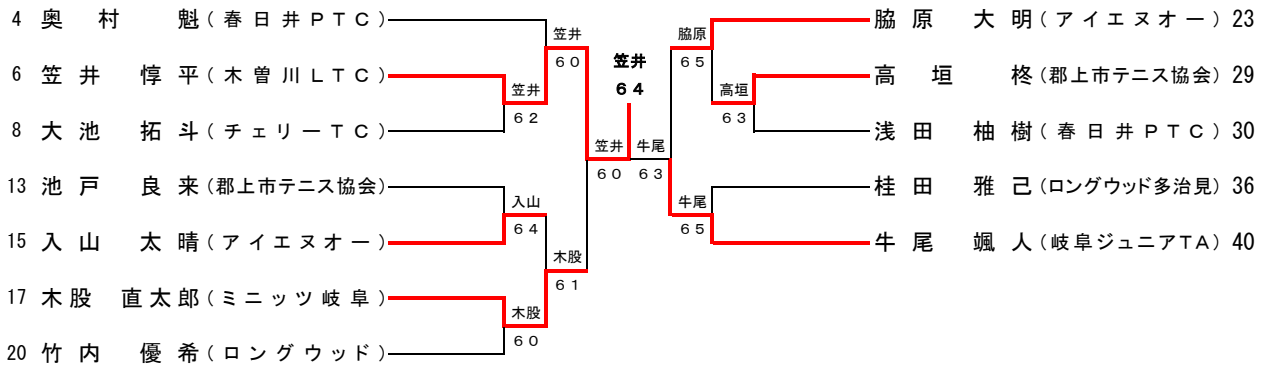 4 奥村 魁(春日井PTC)
6 笠井 惇平(木曽川LTC)
8 大池 拓斗(チェリーTC)
13 池戸 良来(郡上市テニス協会)
15 入山 太晴(アイエヌオー)
17 木股 直太郎(ミニッツ岐阜)
20 竹内 優希(ロングウッド)
笠井
62
入山
64
木股
60
笠井
60
木股
61
笠井
60
笠井
64
牛尾
63
脇原
65
高垣
63
牛尾
65
脇原 大明(アイエヌオー) 23
高垣 柊(郡上市テニス協会) 29
浅田 柚樹(春日井PTC) 30
桂田 雅己(ロングウッド多治見) 36
牛尾 颯人(岐阜ジュニアTA) 40